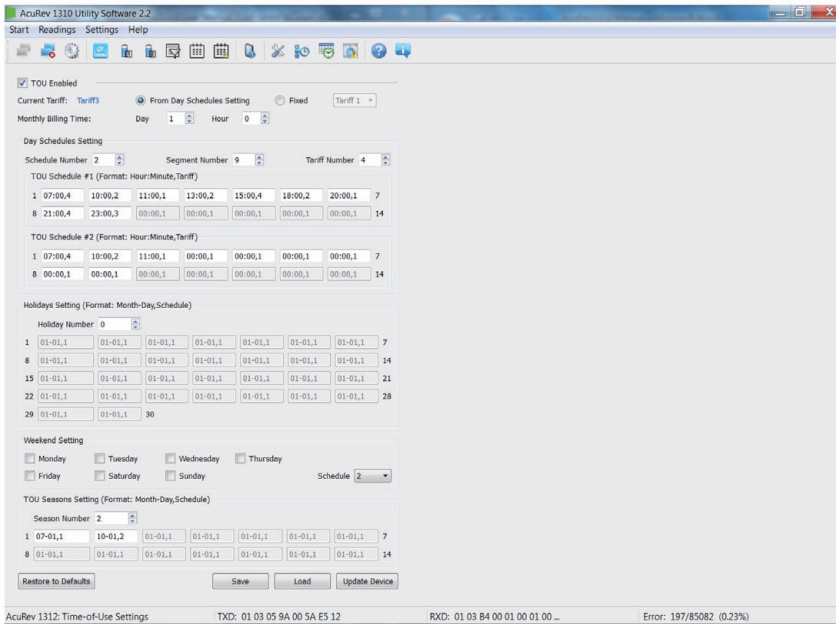 AcuRev 1310 Utility Software 2.2
Start Readings Settings Help
TOU Enabled
Current Tariff: Tariff3 From Day Schedules Setting Fixed Tariff 1
Monthly Billing Time: Day 1 Hour 0
Day Schedules Setting
Schedule Number 2 Segment Number 9 Tariff Number 4
TOU Schedule #1 (Format: Hour:Minute,Tariff)
1 07:00,4 10:00,2 11:00,1 13:00,2 15:00,4 18:00,2 20:00,1 7
8 21:00,4 23:00,3 00:00,1 00:00,1 00:00,1 00:00,1 00:00,1 14
TOU Schedule #2 (Format: Hour:Minute,Tariff)
1 07:00,4 10:00,2 11:00,1 00:00,1 00:00,1 00:00,1 00:00,1 7
8 00:00,1 00:00,1 00:00,1 00:00,1 00:00,1 00:00,1 00:00,1 14
Holidays Setting (Format: Month-Day,Schedule)
Holiday Number 0
1 01-01,1 01-01,1 01-01,1 01-01,1 01-01,1 01-01,1 01-01,1 7
8 01-01,1 01-01,1 01-01,1 01-01,1 01-01,1 01-01,1 01-01,1 14
15 01-01,1 01-01,1 01-01,1 01-01,1 01-01,1 01-01,1 01-01,1 21
22 01-01,1 01-01,1 01-01,1 01-01,1 01-01,1 01-01,1 01-01,1 28
29 01-01,1 01-01,1 30
Weekend Setting
Monday Tuesday Wednesday Thursday
Friday Saturday Sunday Schedule 2
TOU Seasons Setting (Format: Month-Day,Schedule)
Season Number 2
1 07-01,1 10-01,2 01-01,1 01-01,1 01-01,1 01-01,1 01-01,1 7
8 01-01,1 01-01,1 01-01,1 01-01,1 01-01,1 01-01,1 01-01,1 14
Restore to Defaults Save Load Update Device
AcuRev 1312: Time-of-Use Settings TXD: 01 03 05 9A 00 5A E5 12 RXD: 01 03 B4 00 01 00 01 00 ... Error: 197/85082 (0.23%)